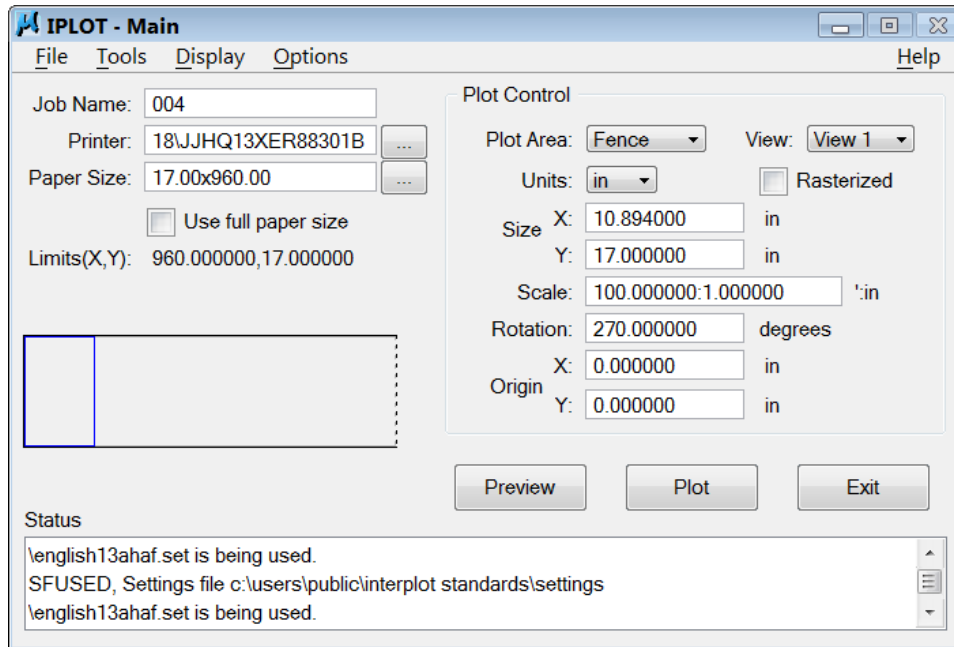 IPLOT - Main
File Tools Display Options Help
Job Name: 004
Printer: 18\JJHQ13XER88301B ...
Paper Size: 17.00x960.00 ...
Use full paper size
Limits(X,Y): 960.000000,17.000000
Plot Control
Plot Area: Fence View: View 1
Units: in Rasterized
Size X: 10.894000 in
Y: 17.000000 in
Scale: 100.000000:1.000000 ':in
Rotation: 270.000000 degrees
Origin X: 0.000000 in
Y: 0.000000 in
Preview Plot Exit
Status
\english13ahaf.set is being used.
SFUSED, Settings file c:\users\public\interplot standards\settings
\english13ahaf.set is being used.